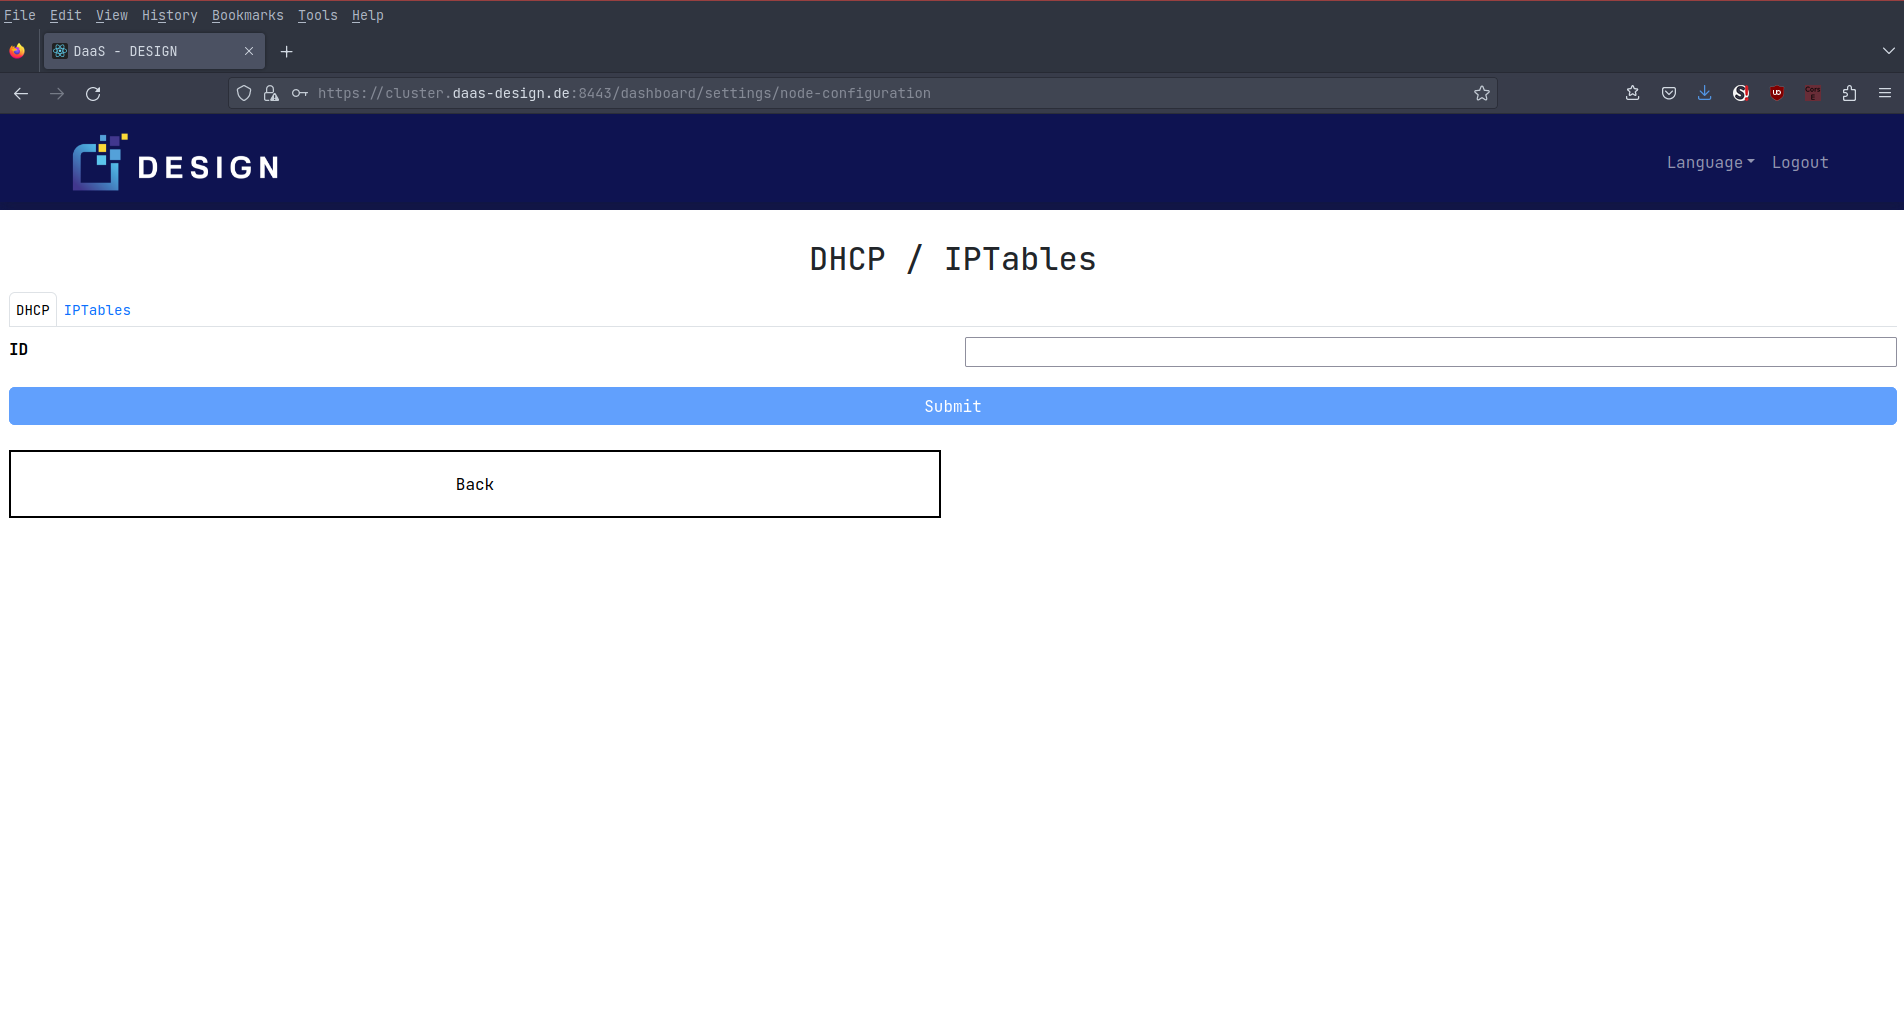 File Edit View History Bookmarks Tools Help
DaaS - DESIGN
https://cluster.daas-design.de:8443/dashboard/settings/node-configuration
DESIGN
Language Logout
DHCP / IPTables
DHCP IPTables
ID
Submit
Back